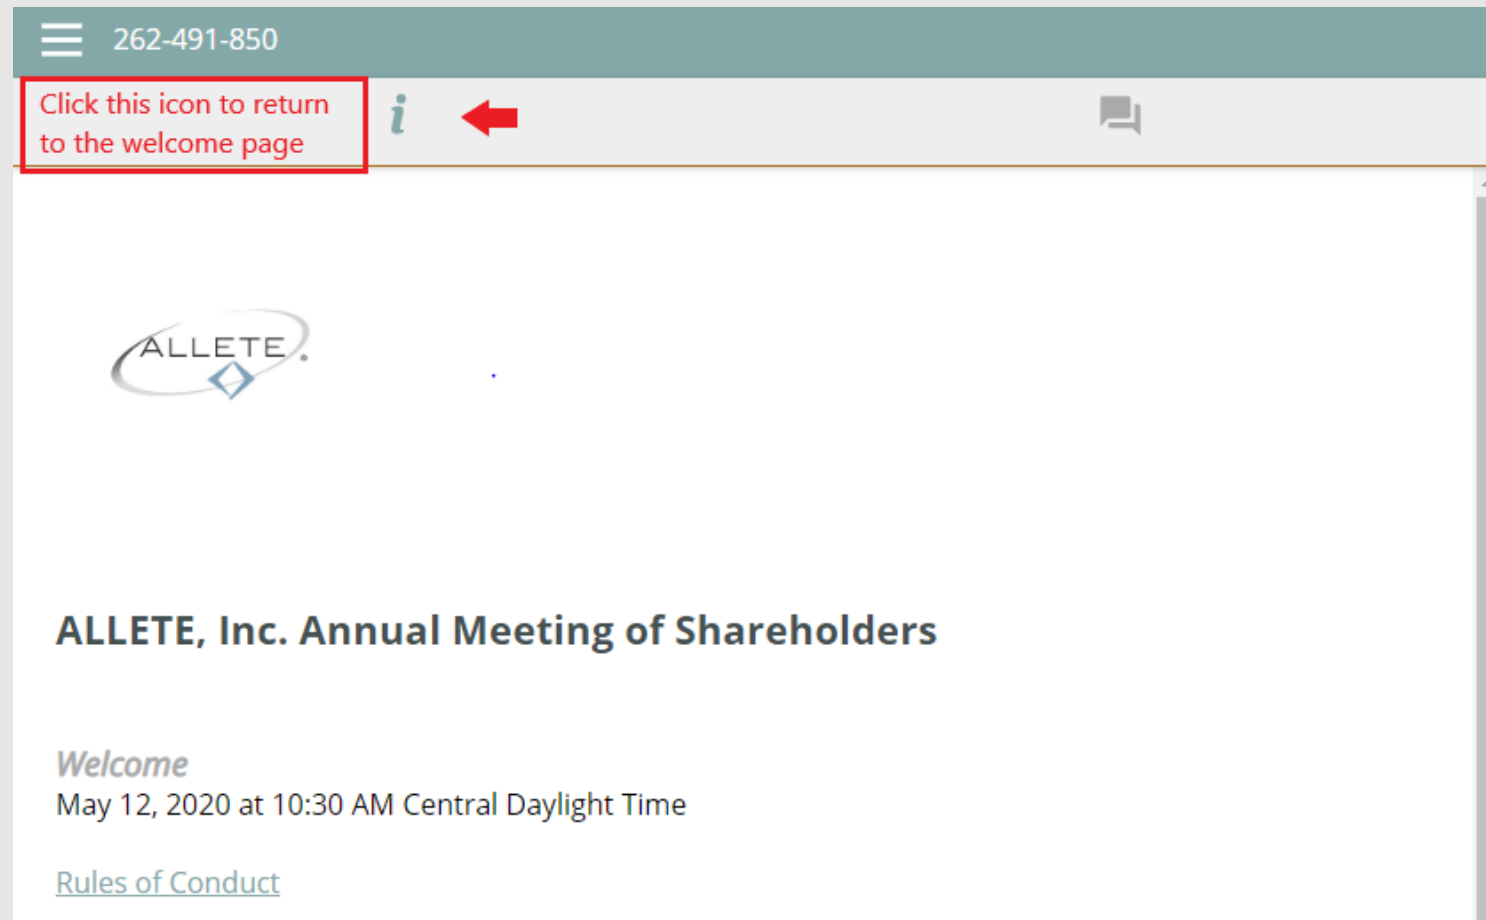 262-491-850
Click this icon to return
to the welcome page
i
ALLETE
ALLETE, Inc. Annual Meeting of Shareholders
Welcome
May 12, 2020 at 10:30 AM Central Daylight Time
Rules of Conduct